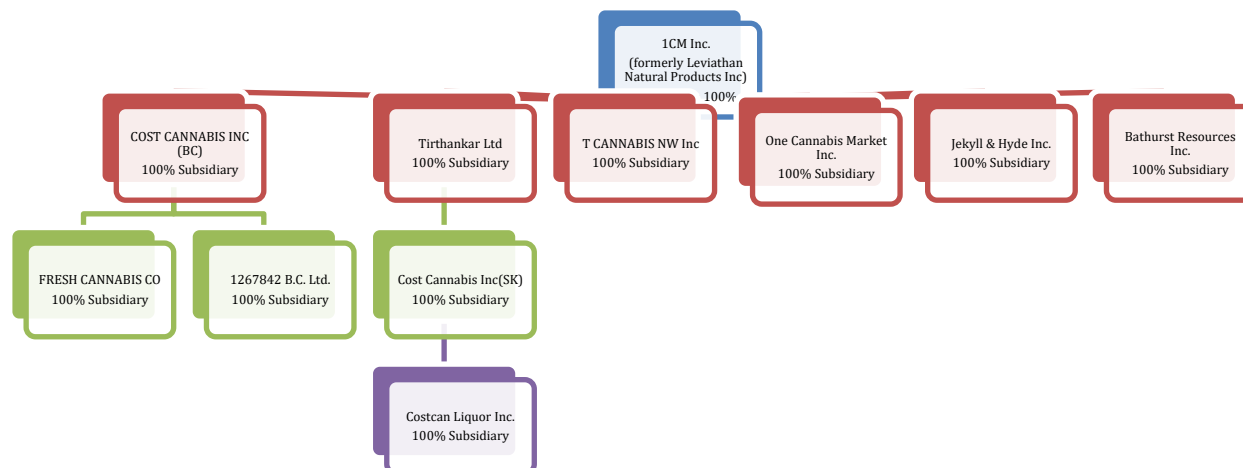 1CM Inc.
(formerly Leviathan
Natural Products Inc)
100%
COST CANNABIS INC
(BC)
100% Subsidiary
Tirthankar Ltd
100% Subsidiary
T CANNABIS NW Inc
100% Subsidiary
One Cannabis Market
Inc.
100% Subsidiary
Jekyll & Hyde Inc.
100% Subsidiary
Bathurst Resources
Inc.
100% Subsidiary
FRESH CANNABIS CO
100% Subsidiary
1267842 B.C. Ltd.
100% Subsidiary
Cost Cannabis Inc(SK)
100% Subsidiary
Costcan Liquor Inc.
100% Subsidiary